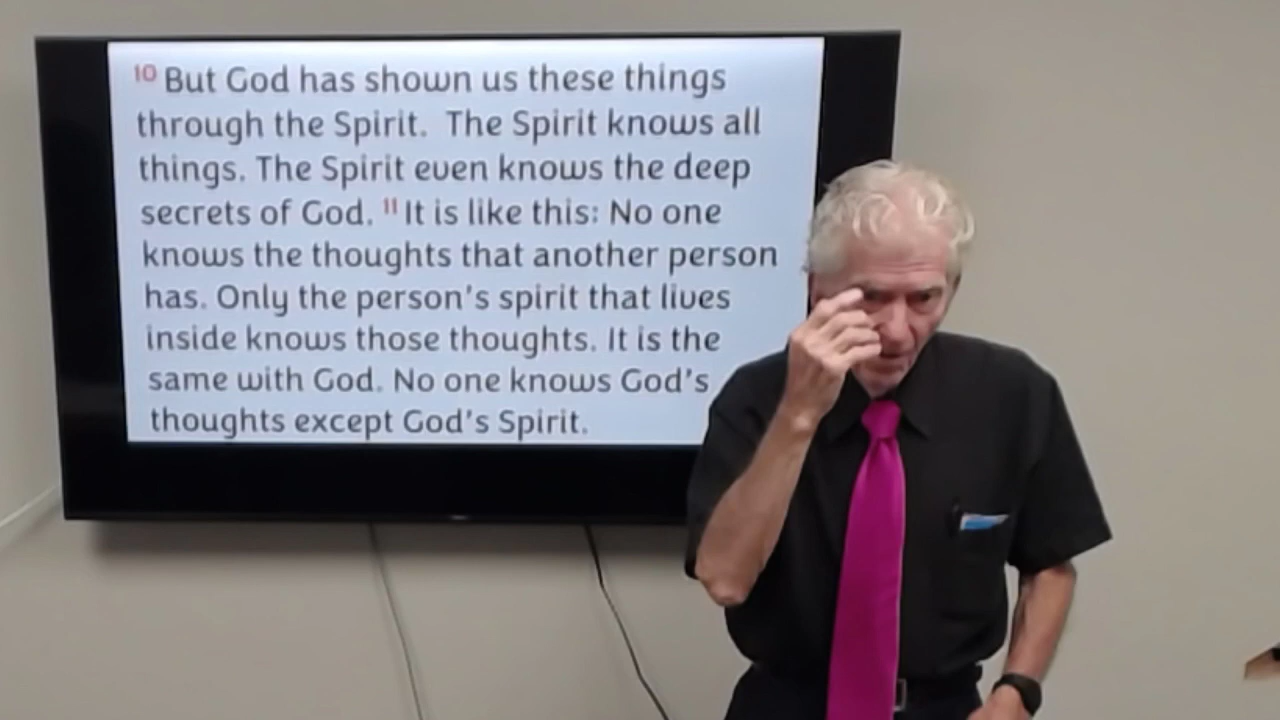 10 But God has shown us these things
through the Spirit. The Spirit knows all
things. The Spirit even knows the deep
secrets of God. 11 It is like this: No one
knows the thoughts that another person
has. Only the person's spirit that lives
inside knows those thoughts. It is the
same with God. No one knows God's
thoughts except God's Spirit.